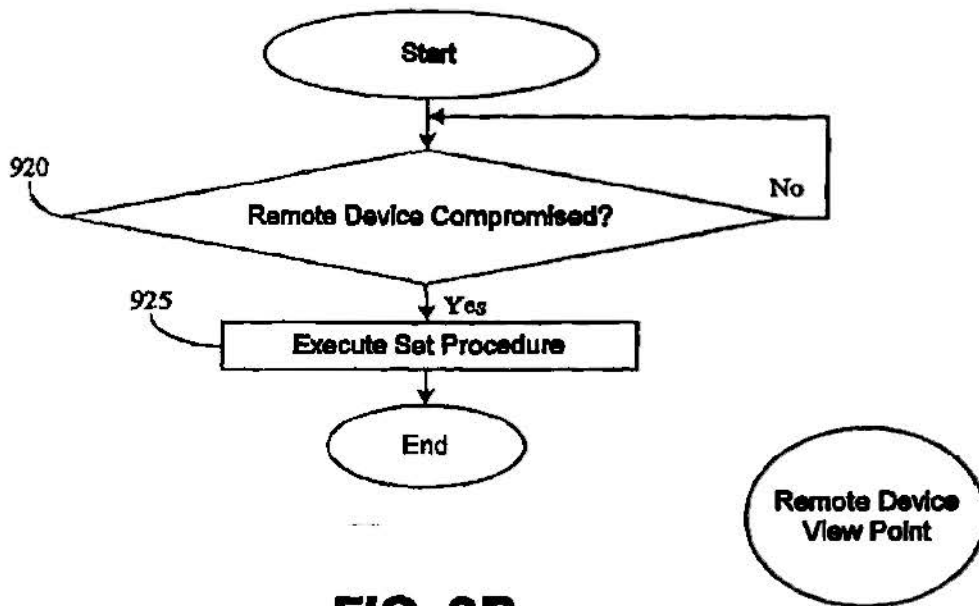 Start
920
No
Remote Device Compromised?
925
Yes
Execute Set Procedure
End
Remote Device
View Point